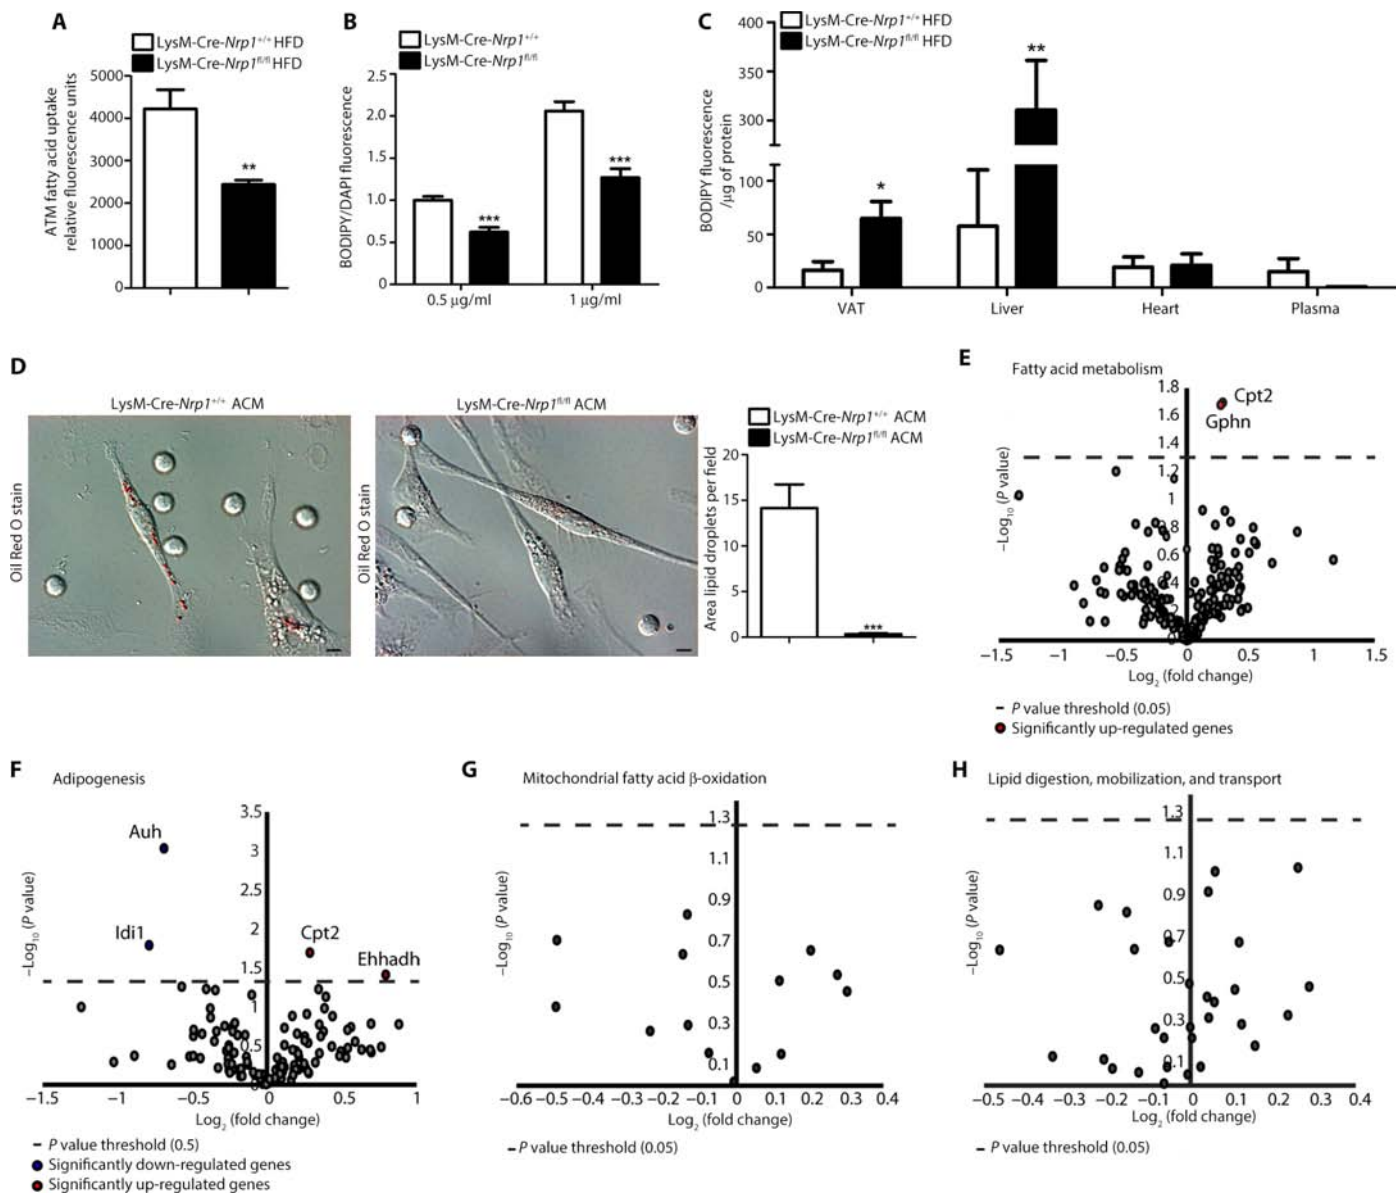 A
LysM-Cre-Nrp1+/+ HFD
LysM-Cre-Nrp1fl/fl HFD
ATM fatty acid uptake
relative fluorescence units
5000
4000
3000
2000
1000
0
**
B
LysM-Cre-Nrp1+/+
LysM-Cre-Nrp1fl/fl
BODIPY/DAPI fluorescence
2.5
2.0
1.5
1.0
0.5
0
***
***
0.5 μg/ml
1 μg/ml
C
LysM-Cre-Nrp1+/+ HFD
LysM-Cre-Nrp1fl/fl HFD
BODIPY fluorescence
/μg of protein
400
350
300
100
50
0
*
**
VAT
Liver
Heart
Plasma
D
LysM-Cre-Nrp1+/+ ACM
LysM-Cre-Nrp1fl/fl ACM
Oil Red O stain
Oil Red O stain
LysM-Cre-Nrp1+/+ ACM
LysM-Cre-Nrp1fl/fl ACM
Area lipid droplets per field
20
15
10
5
0
***
E
Fatty acid metabolism
1.8
1.6
1.4
1.2
1
0.8
0.6
0.4
Cpt2
Gphn
−Log10 (P value)
−1.5
−1
−0.5
0
0.5
1
1.5
Log2 (fold change)
P value threshold (0.05)
Significantly up-regulated genes
F
Adipogenesis
3.5
3
2.5
2
1.5
1
0.5
0
Auh
Idi1
Cpt2
Ehhadh
−Log10 (P value)
−1.5
−1
−0.5
0
0.5
1
Log2 (fold change)
P value threshold (0.5)
Significantly down-regulated genes
Significantly up-regulated genes
G
Mitochondrial fatty acid β-oxidation
1.3
1.1
0.9
0.7
0.5
0.3
0.1
−Log10 (P value)
−0.6
−0.5
−0.4
−0.3
−0.2
−0.1
0
0.1
0.2
0.3
0.4
Log2 (fold change)
P value threshold (0.05)
H
Lipid digestion, mobilization, and transport
1.3
1.1
0.9
0.7
0.5
0.3
0.1
−Log10 (P value)
−0.5
−0.4
−0.3
−0.2
−0.1
0
0.1
0.2
0.3
0.4
Log2 (fold change)
P value threshold (0.05)